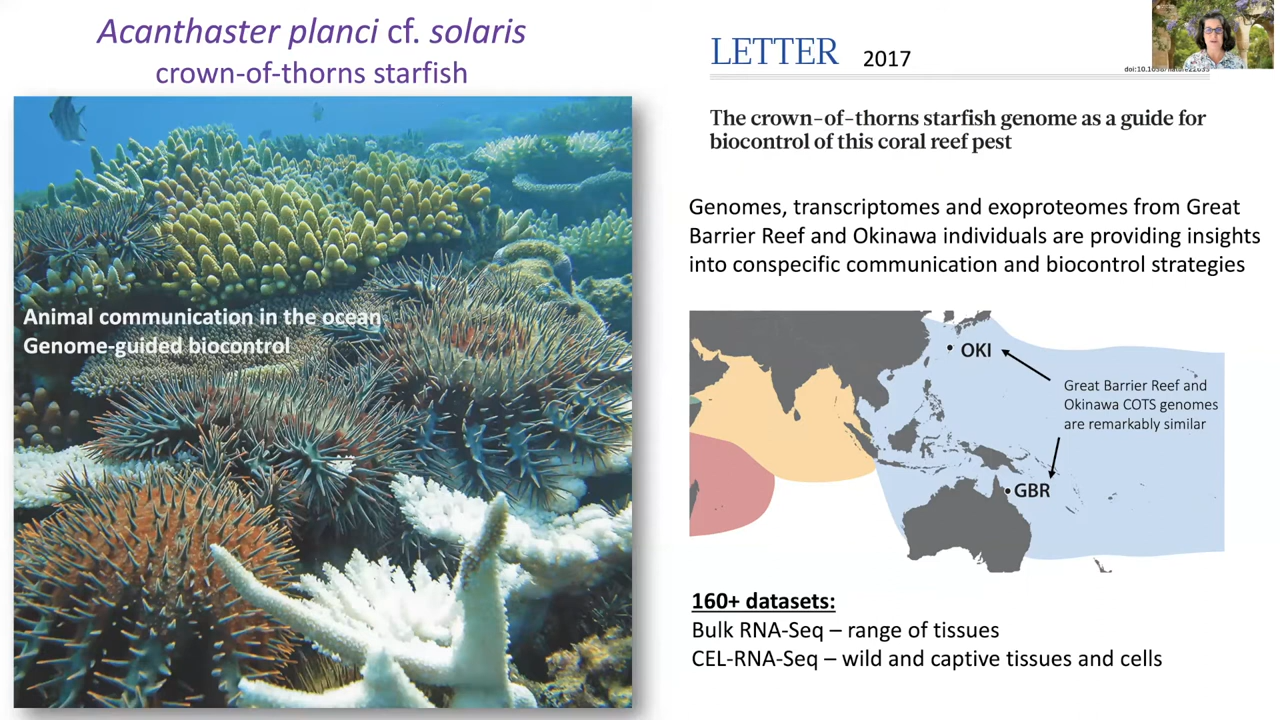 Acanthaster planci cf. solaris
crown-of-thorns starfish
Animal communication in the ocean
Genome-guided biocontrol
LETTER 2017
The crown-of-thorns starfish genome as a guide for
biocontrol of this coral reef pest
Genomes, transcriptomes and exoproteomes from Great
Barrier Reef and Okinawa individuals are providing insights
into conspecific communication and biocontrol strategies
OKI
Great Barrier Reef and
Okinawa COTS genomes
are remarkably similar
GBR
160+ datasets:
Bulk RNA-Seq – range of tissues
CEL-RNA-Seq – wild and captive tissues and cells